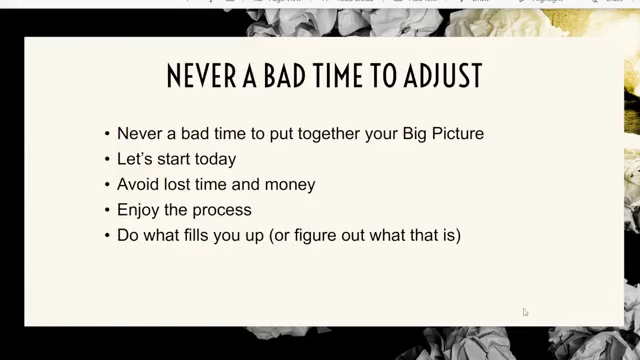 NEVER A BAD TIME TO ADJUST
• Never a bad time to put together your Big Picture
• Let's start today
• Avoid lost time and money
• Enjoy the process
• Do what fills you up (or figure out what that is)